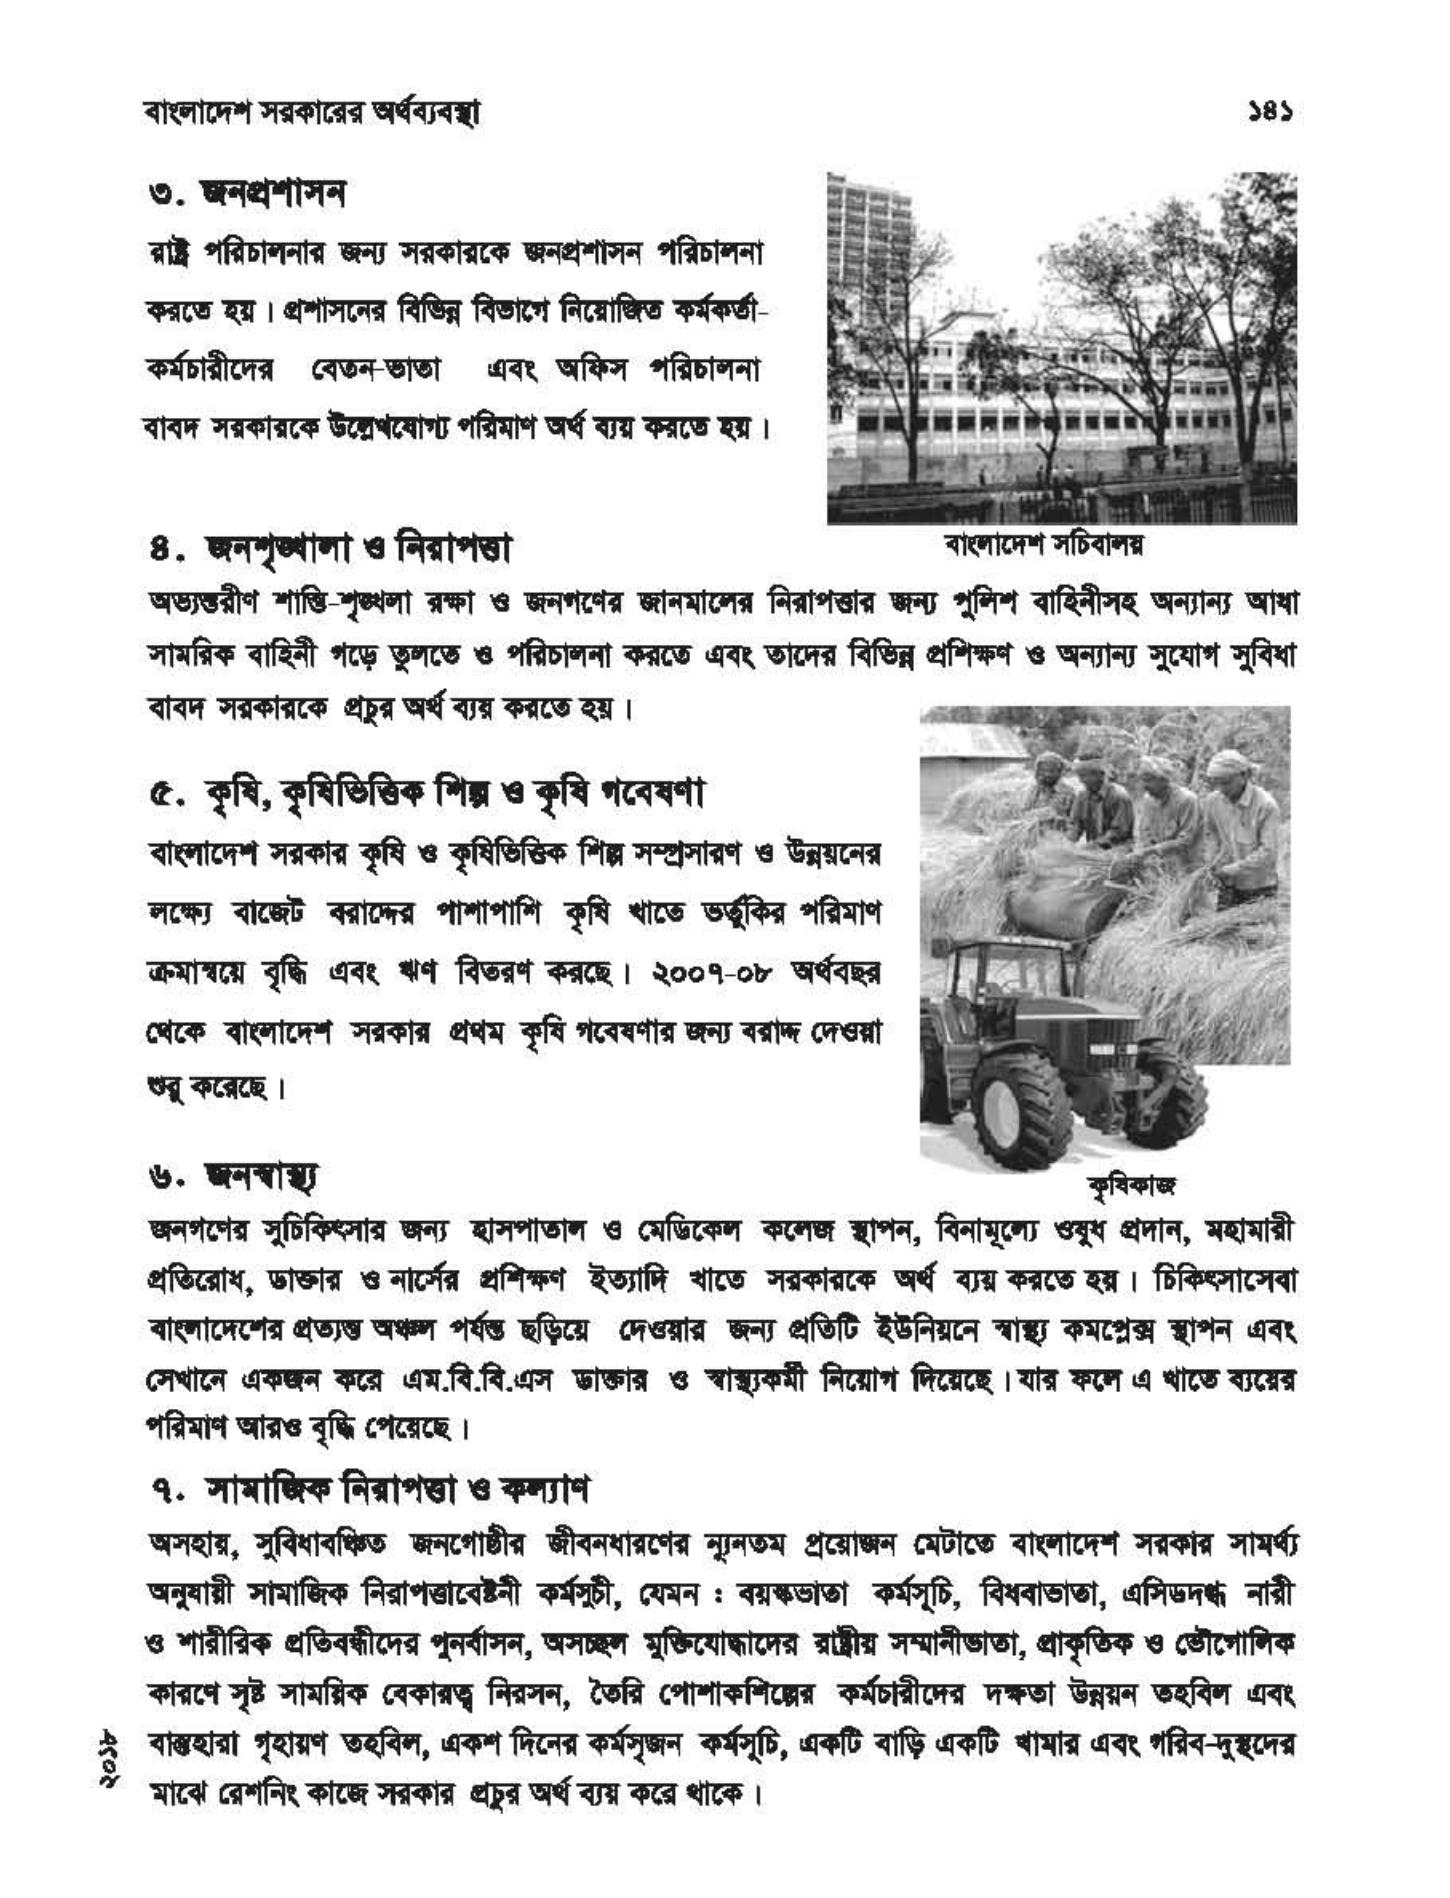 বাংলাদেশ সরকারের অর্থব্যবস্থা ১৪১
৩. জনপ্রশাসন
রাষ্ট্র পরিচালনার জন্য সরকারকে জনপ্রশাসন পরিচালনা
করতে হয়। প্রশাসনের বিভিন্ন বিভাগে নিয়োজিত কর্মকর্তা-
কর্মচারীদের বেতন-ভাতা এবং অফিস পরিচালনা
বাবদ সরকারকে উল্লেখযোগ্য পরিমাণ অর্থ ব্যয় করতে হয়।
বাংলাদেশ সচিবালয়
৪. জনশৃঙ্খালা ও নিরাপত্তা
অভ্যন্তরীণ শান্তি-শৃঙ্খলা রক্ষা ও জনগণের জানমালের নিরাপত্তার জন্য পুলিশ বাহিনীসহ অন্যান্য আধা
সামরিক বাহিনী গড়ে তুলতে ও পরিচালনা করতে এবং তাদের বিভিন্ন প্রশিক্ষণ ও অন্যান্য সুযোগ সুবিধা
বাবদ সরকারকে প্রচুর অর্থ ব্যয় করতে হয়।
৫. কৃষি, কৃষিভিত্তিক শিল্প ও কৃষি গবেষণা
বাংলাদেশ সরকার কৃষি ও কৃষিভিত্তিক শিল্প সম্প্রসারণ ও উন্নয়নের
লক্ষ্যে বাজেট বরাদ্দের পাশাপাশি কৃষি খাতে ভর্তুকির পরিমাণ
ক্রমান্বয়ে বৃদ্ধি এবং ঋণ বিতরণ করছে। ২০০৭-০৮ অর্থবছর
থেকে বাংলাদেশ সরকার প্রথম কৃষি গবেষণার জন্য বরাদ্দ দেওয়া
শুরু করেছে।
কৃষিকাজ
৬. জনস্বাস্থ্য
জনগণের সুচিকিৎসার জন্য হাসপাতাল ও মেডিকেল কলেজ স্থাপন, বিনামূল্যে ওষুধ প্রদান, মহামারী
প্রতিরোধ, ডাক্তার ও নার্সের প্রশিক্ষণ ইত্যাদি খাতে সরকারকে অর্থ ব্যয় করতে হয়। চিকিৎসাসেবা
বাংলাদেশের প্রত্যন্ত অঞ্চল পর্যন্ত ছড়িয়ে দেওয়ার জন্য প্রতিটি ইউনিয়নে স্বাস্থ্য কমপ্লেক্স স্থাপন এবং
সেখানে একজন করে এম.বি.বি.এস ডাক্তার ও স্বাস্থ্যকর্মী নিয়োগ দিয়েছে। যার ফলে এ খাতে ব্যয়ের
পরিমাণ আরও বৃদ্ধি পেয়েছে।
৭. সামাজিক নিরাপত্তা ও কল্যাণ
অসহায়, সুবিধাবঞ্চিত জনগোষ্ঠীর জীবনধারণের ন্যূনতম প্রয়োজন মেটাতে বাংলাদেশ সরকার সামর্থ্য
অনুযায়ী সামাজিক নিরাপত্তাবেষ্টনী কর্মসুচী, যেমন : বয়স্কভাতা কর্মসূচি, বিধবাভাতা, এসিডদগ্ধ নারী
ও শারীরিক প্রতিবন্ধীদের পুনর্বাসন, অসচ্ছল মুক্তিযোদ্ধাদের রাষ্ট্রীয় সম্মানীভাতা, প্রাকৃতিক ও ভৌগোলিক
কারণে সৃষ্ট সাময়িক বেকারত্ব নিরসন, তৈরি পোশাকশিল্পের কর্মচারীদের দক্ষতা উন্নয়ন তহবিল এবং
বাস্তহারা গৃহায়ণ তহবিল, একশ দিনের কর্মসৃজন কর্মসূচি, একটি বাড়ি একটি খামার এবং গরিব-দুস্থদের
মাঝে রেশনিং কাজে সরকার প্রচুর অর্থ ব্যয় করে থাকে।
২০১৮